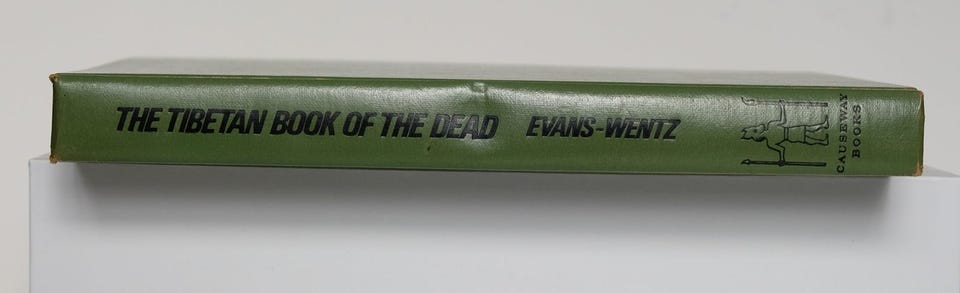 THE TIBETAN BOOK OF THE DEAD
EVANS-WENTZ
CAUSEWAY
BOOKS